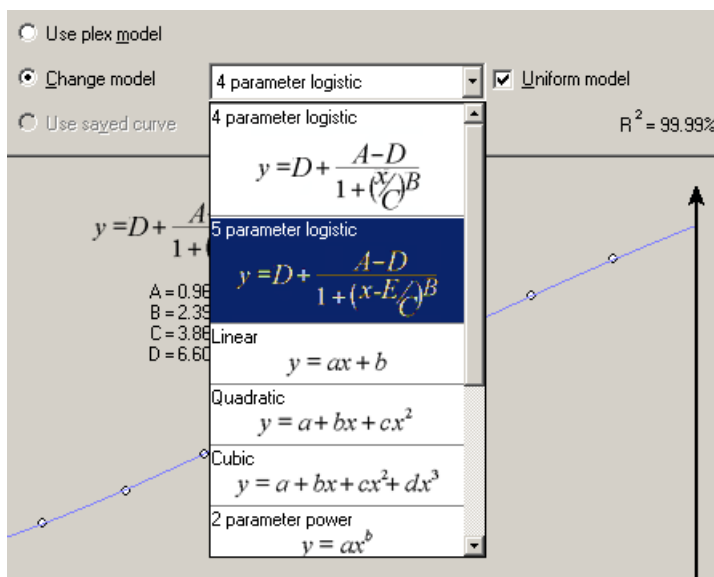 Use plex model
Change model
4 parameter logistic
Uniform model
Use saved curve
R² = 99.99%
4 parameter logistic
y = D + (A-D) / (1 + (x/C)^B)
5 parameter logistic
y = D + (A-D) / (1 + (x-E/C)^B)
Linear
y = ax + b
Quadratic
y = a + bx + cx²
Cubic
y = a + bx + cx² + dx³
2 parameter power
y = ax^b
y = D + A
1 + (
A = 0.98
B = 2.39
C = 3.86
D = 6.60